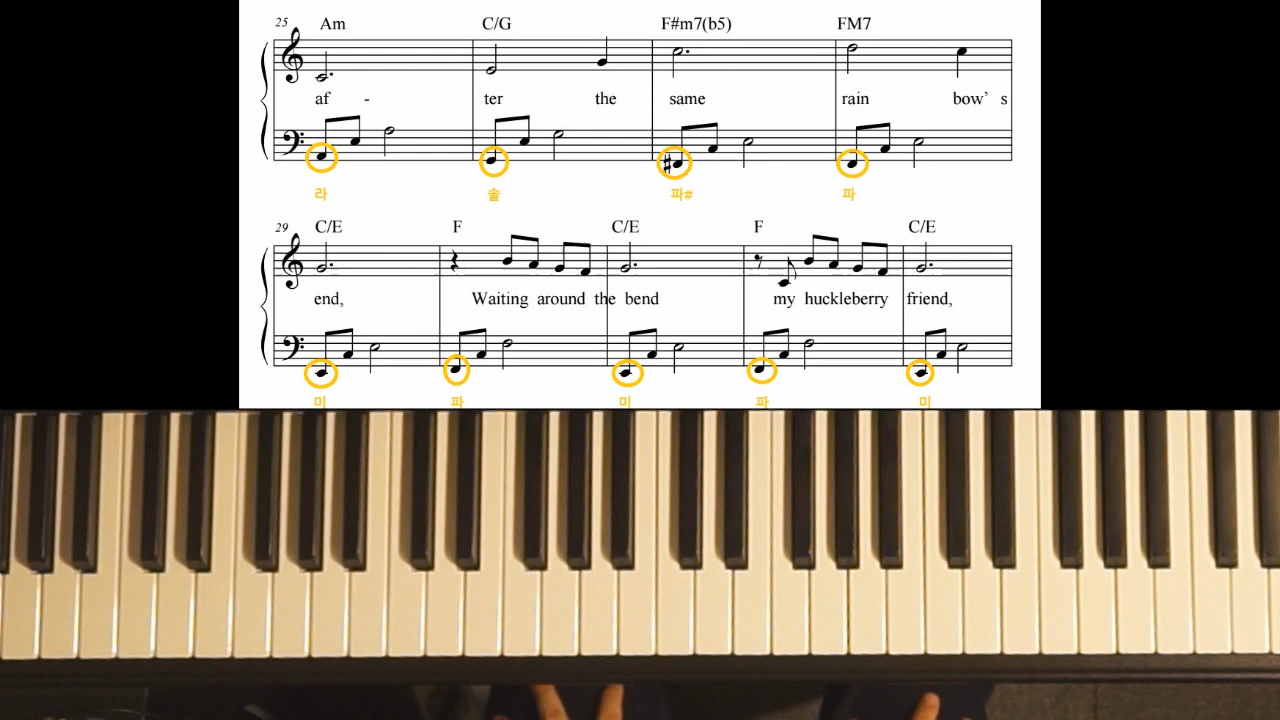 25 Am C/G F#m7(b5) FM7
af - ter the same rain bow's
라 솔 파# 파
29 C/E F C/E F C/E
end, Waiting around the bend my huckleberry friend,
미 파 미 파 미